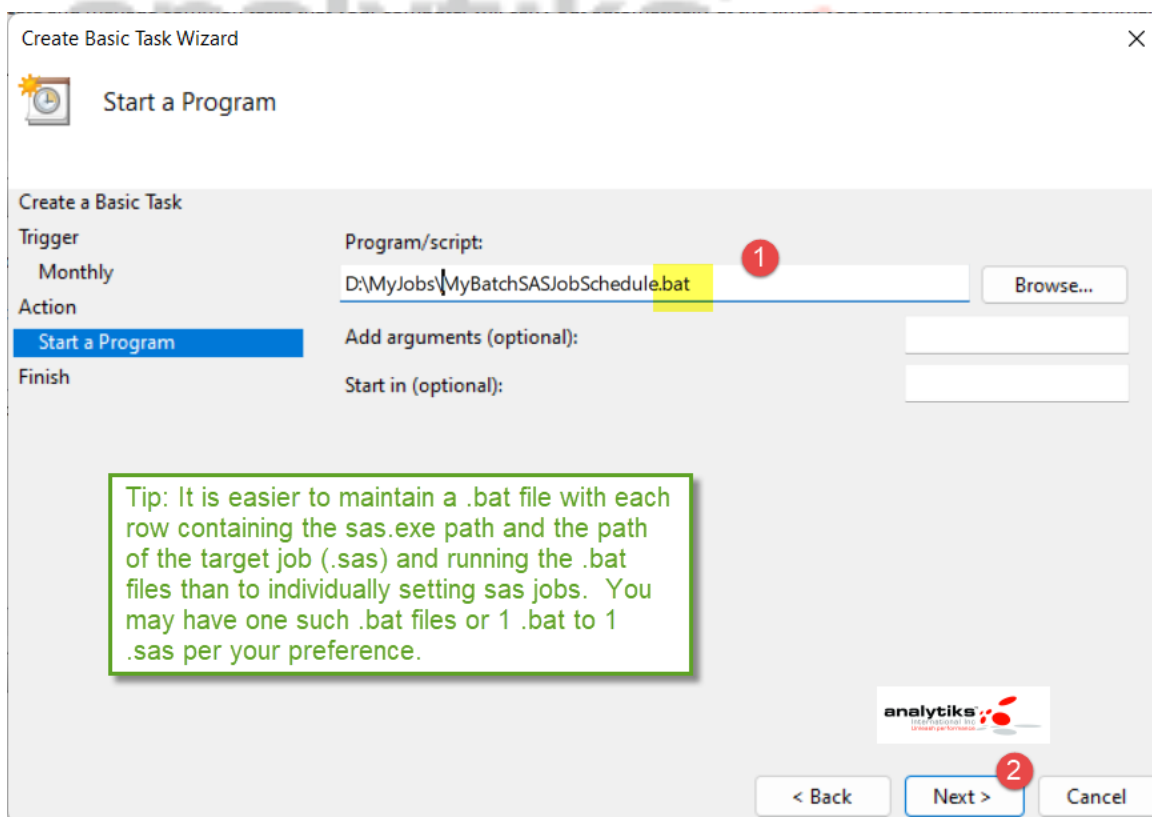 Create Basic Task Wizard
Start a Program
Create a Basic Task
Trigger
Monthly
Action
Start a Program
Finish
Program/script:
1
D:\MyJobs\MyBatchSASJobSchedule.bat
Browse...
Add arguments (optional):
Start in (optional):
Tip: It is easier to maintain a .bat file with each
row containing the sas.exe path and the path
of the target job (.sas) and running the .bat
files than to individually setting sas jobs. You
may have one such .bat files or 1 .bat to 1
.sas per your preference.
analytiks
International Inc
Unleash performance
2
< Back
Next >
Cancel